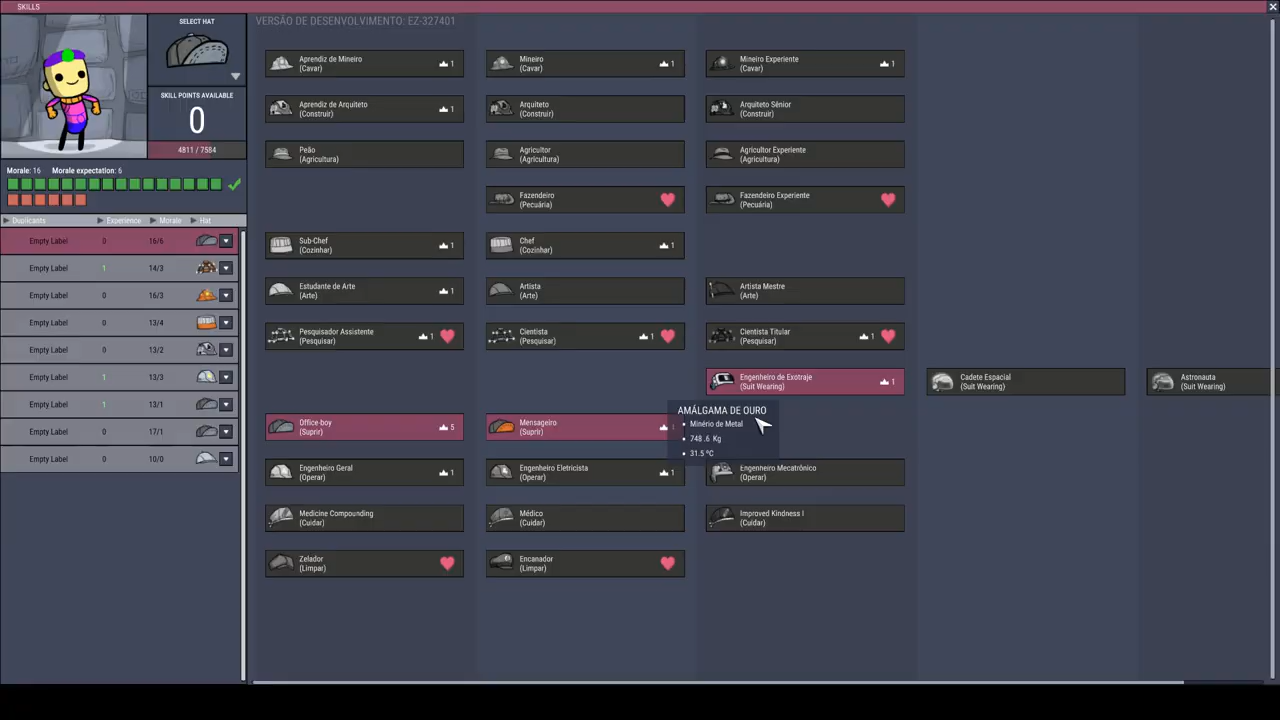 SKILLS
SELECT HAT
VERSÃO DE DESENVOLVIMENTO: EZ-327401
SKILL POINTS AVAILABLE
0
4811 / 7584
Morale: 16 Morale expectation: 6
Duplicants Experience Morale Hat
Empty Label 0 16/6
Empty Label 1 14/3
Empty Label 0 16/3
Empty Label 0 13/4
Empty Label 0 13/2
Empty Label 1 13/3
Empty Label 1 13/1
Empty Label 0 17/1
Empty Label 0 10/0
Aprendiz de Mineiro
(Cavar)
1
Mineiro
(Cavar)
1
Mineiro Experiente
(Cavar)
1
Aprendiz de Arquiteto
(Construir)
1
Arquiteto
(Construir)
Arquiteto Sênior
(Construir)
Peão
(Agricultura)
Agricultor
(Agricultura)
Agricultor Experiente
(Agricultura)
Fazendeiro
(Pecuária)
Fazendeiro Experiente
(Pecuária)
Sub-Chef
(Cozinhar)
1
Chef
(Cozinhar)
1
Estudante de Arte
(Arte)
1
Artista
(Arte)
Artista Mestre
(Arte)
Pesquisador Assistente
(Pesquisar)
1
Cientista
(Pesquisar)
1
Cientista Titular
(Pesquisar)
1
Engenheiro de Exotraje
(Suit Wearing)
1
Cadete Espacial
(Suit Wearing)
Astronauta
(Suit Wearing)
Office-boy
(Suprir)
5
Mensageiro
(Suprir)
AMÁLGAMA DE OURO
Minério de Metal
748 .6 Kg
31.5 ºC
Engenheiro Geral
(Operar)
1
Engenheiro Eletricista
(Operar)
1
Engenheiro Mecatrônico
(Operar)
Medicine Compounding
(Cuidar)
Médico
(Cuidar)
Improved Kindness I
(Cuidar)
Zelador
(Limpar)
Encanador
(Limpar)